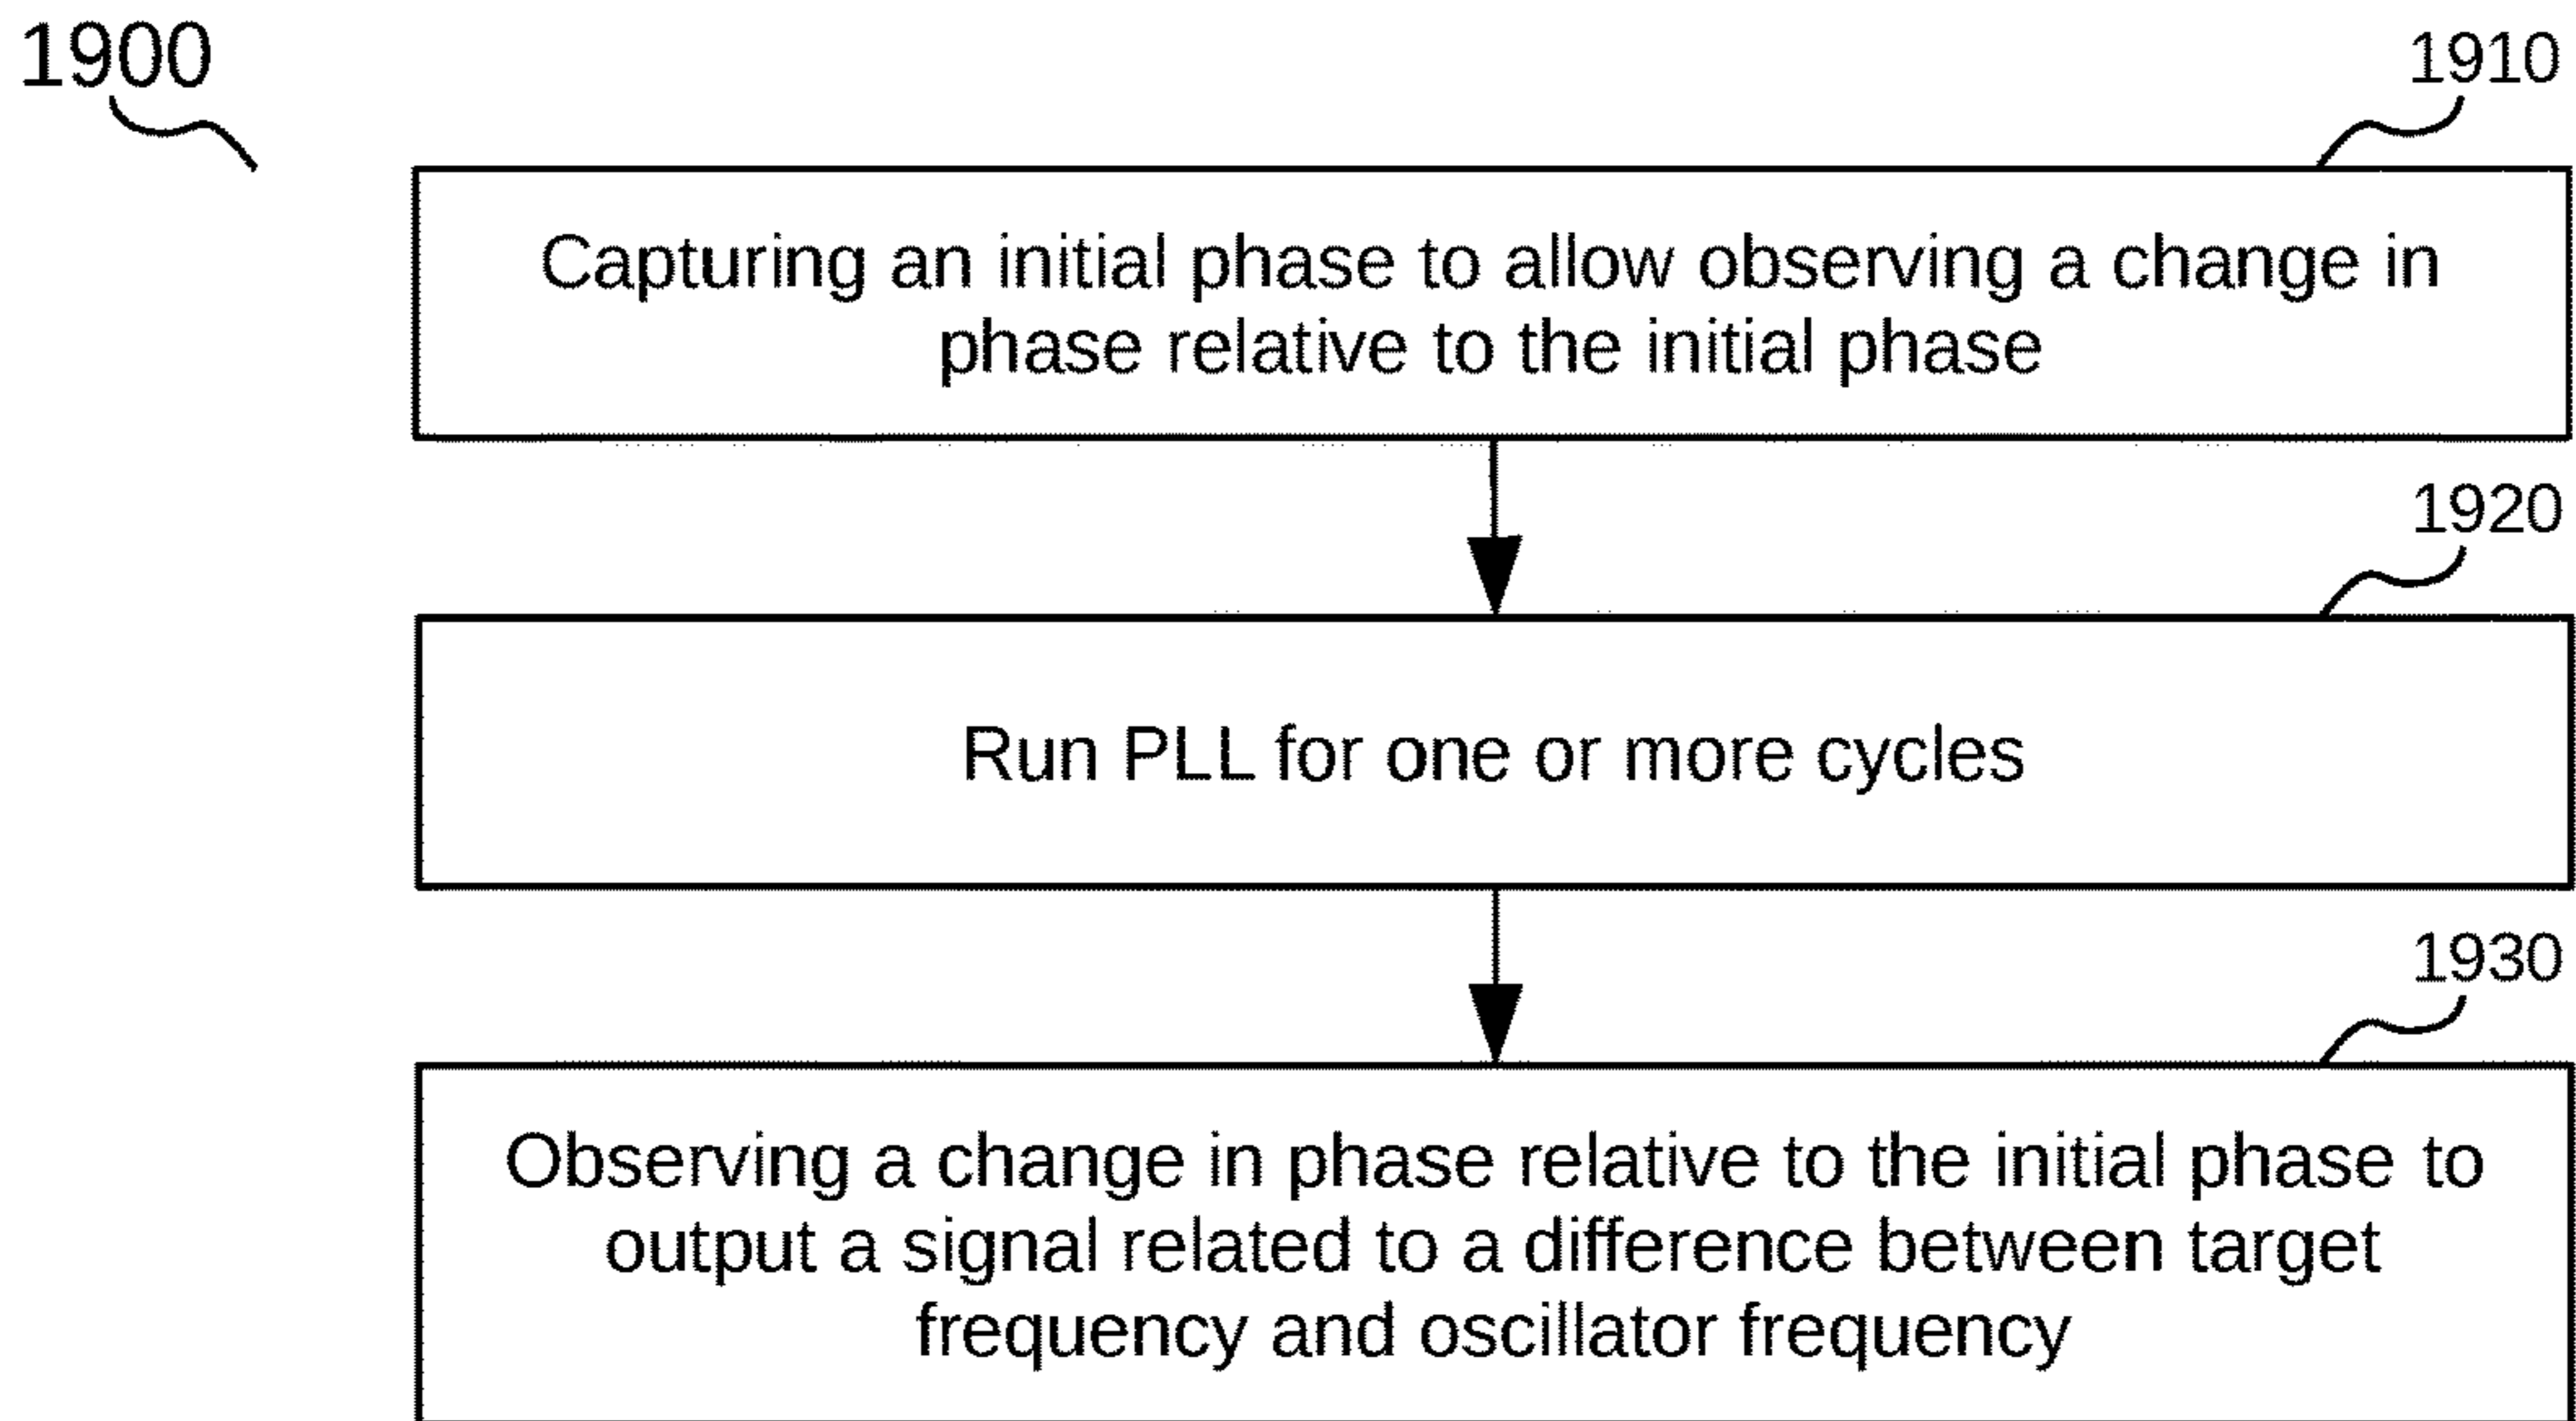 1900
1910
Capturing an initial phase to allow observing a change in
phase relative to the initial phase
1920
Run PLL for one or more cycles
1930
Observing a change in phase relative to the initial phase to
output a signal related to a difference between target
frequency and oscillator frequency